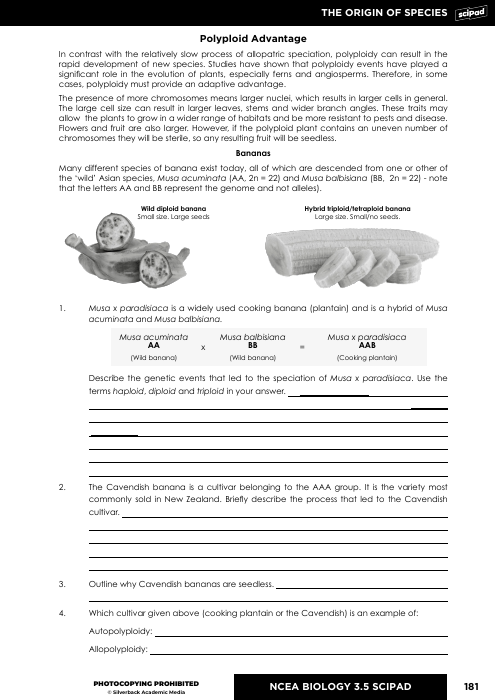 THE ORIGIN OF SPECIES scipad
Polyploid Advantage
In contrast with the relatively slow process of allopatric speciation, polyploidy can result in the
rapid development of new species. Studies have shown that polyploidy events have played a
significant role in the evolution of plants, especially ferns and angiosperms. Therefore, in some
cases, polyploidy must provide an adaptive advantage.
The presence of more chromosomes means larger nuclei, which results in larger cells in general.
The large cell size can result in larger leaves, stems and wider branch angles. These traits may
allow the plants to grow in a wider range of habitats and be more resistant to pests and disease.
Flowers and fruit are also larger. However, if the polyploid plant contains an uneven number of
chromosomes they will be sterile, so any resulting fruit will be seedless.
Bananas
Many different species of banana exist today, all of which are descended from one or other of
the 'wild' Asian species, Musa acuminata (AA, 2n = 22) and Musa balbisiana (BB, 2n = 22) - note
that the letters AA and BB represent the genome and not alleles).
Wild diploid banana
Small size. Large seeds
Hybrid triploid/tetraploid banana
Large size. Small/no seeds.
1. Musa x paradisiaca is a widely used cooking banana (plantain) and is a hybrid of Musa
acuminata and Musa balbisiana.
Musa acuminata Musa balbisiana Musa x paradisiaca
AA x BB = AAB
(Wild banana) (Wild banana) (Cooking plantain)
Describe the genetic events that led to the speciation of Musa x paradisiaca. Use the
terms haploid, diploid and triploid in your answer.
2. The Cavendish banana is a cultivar belonging to the AAA group. It is the variety most
commonly sold in New Zealand. Briefly describe the process that led to the Cavendish
cultivar.
3. Outline why Cavendish bananas are seedless.
4. Which cultivar given above (cooking plantain or the Cavendish) is an example of:
Autopolyploidy:
Allopolyploidy:
PHOTOCOPYING PROHIBITED
© Silverback Academic Media
NCEA BIOLOGY 3.5 SCIPAD
181